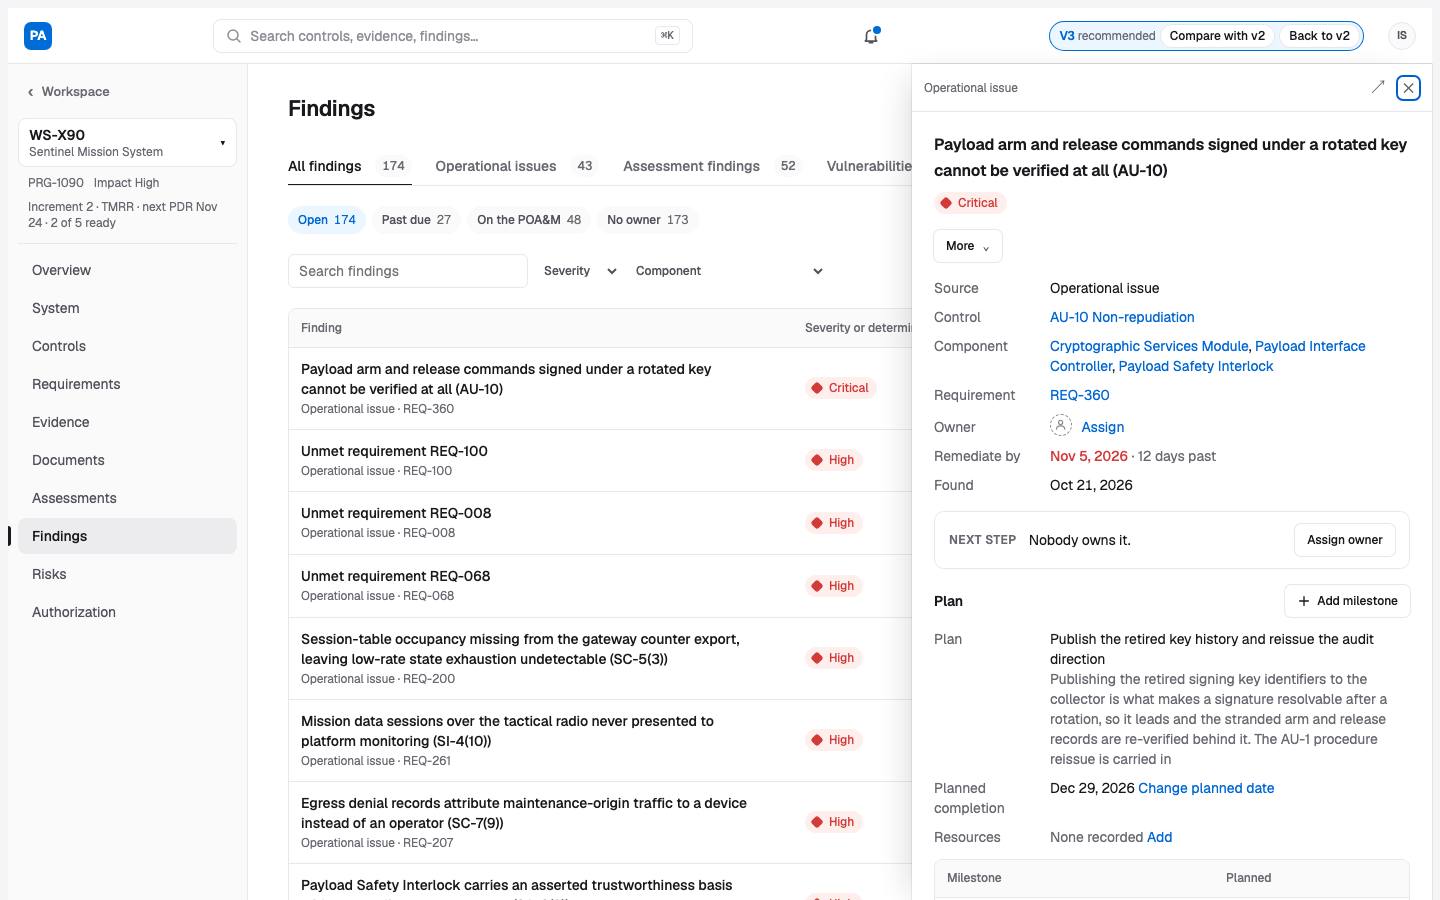 PA
Search controls, evidence, findings...
⌘K
V3 recommended
Compare with v2
Back to v2
IS
Workspace
WS-X90
Sentinel Mission System
PRG-1090 Impact High
Increment 2 · TMRR · next PDR Nov
24 · 2 of 5 ready
Overview
System
Controls
Requirements
Evidence
Documents
Assessments
Findings
Risks
Authorization
Findings
All findings 174
Operational issues 43
Assessment findings 52
Vulnerabilitie
Open 174
Past due 27
On the POA&M 48
No owner 173
Search findings
Severity
Component
Finding
Severity or determi
Payload arm and release commands signed under a rotated key
cannot be verified at all (AU-10)
Operational issue · REQ-360
Critical
Unmet requirement REQ-100
Operational issue · REQ-100
High
Unmet requirement REQ-008
Operational issue · REQ-008
High
Unmet requirement REQ-068
Operational issue · REQ-068
High
Session-table occupancy missing from the gateway counter export,
leaving low-rate state exhaustion undetectable (SC-5(3))
Operational issue · REQ-200
High
Mission data sessions over the tactical radio never presented to
platform monitoring (SI-4(10))
Operational issue · REQ-261
High
Egress denial records attribute maintenance-origin traffic to a device
instead of an operator (SC-7(9))
Operational issue · REQ-207
High
Payload Safety Interlock carries an asserted trustworthiness basis
Operational issue
Payload arm and release commands signed under a rotated key
cannot be verified at all (AU-10)
Critical
More
Source Operational issue
Control AU-10 Non-repudiation
Component Cryptographic Services Module, Payload Interface
Controller, Payload Safety Interlock
Requirement REQ-360
Owner Assign
Remediate by Nov 5, 2026 · 12 days past
Found Oct 21, 2026
NEXT STEP Nobody owns it.
Assign owner
Plan
Add milestone
Plan Publish the retired key history and reissue the audit
direction
Publishing the retired signing key identifiers to the
collector is what makes a signature resolvable after a
rotation, so it leads and the stranded arm and release
records are re-verified behind it. The AU-1 procedure
reissue is carried in
Planned Dec 29, 2026 Change planned date
completion
Resources None recorded Add
Milestone Planned